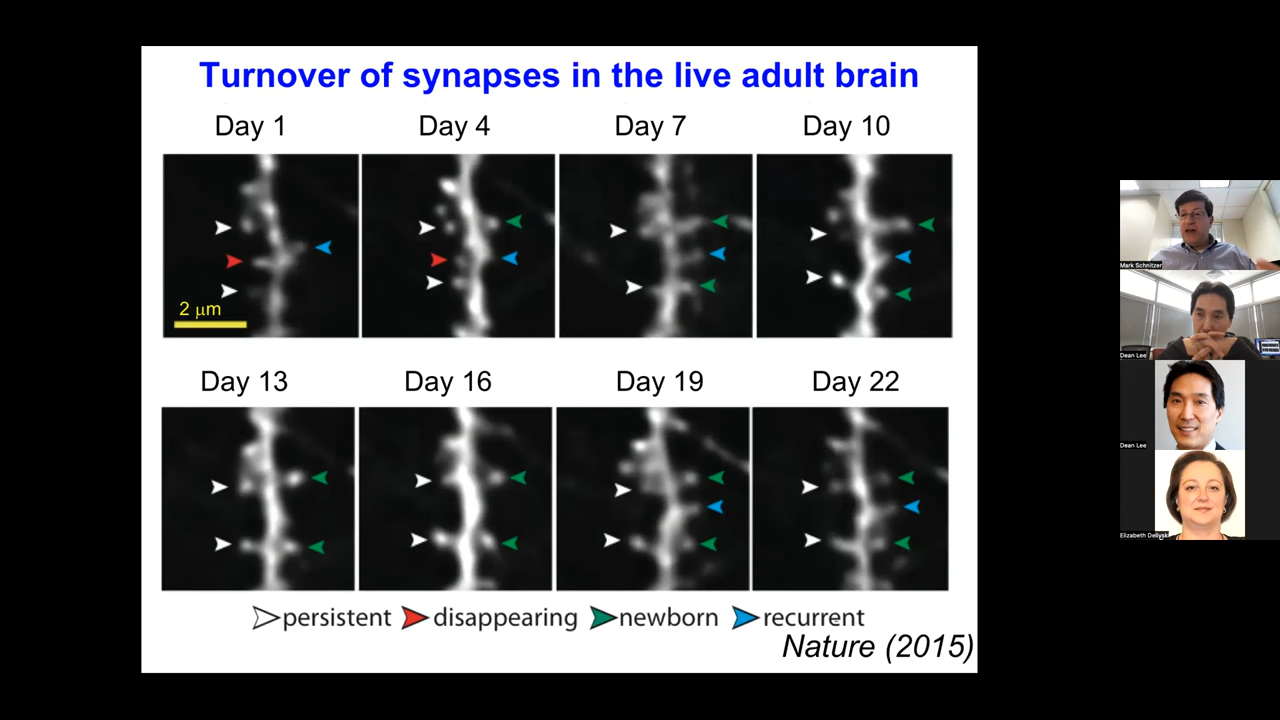 Turnover of synapses in the live adult brain
Day 1
Day 4
Day 7
Day 10
2 μm
Day 13
Day 16
Day 19
Day 22
persistent disappearing newborn recurrent
Nature (2015)
Mark Schnitzer
Dean Lee
Dean Lee
Elizabeth